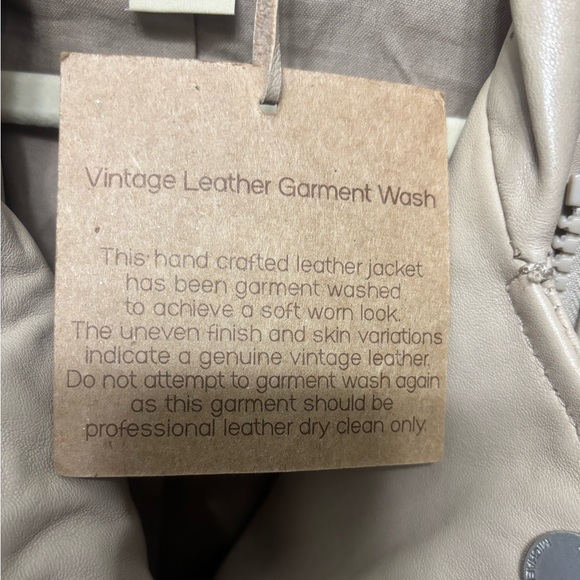 Vintage Leather Garment Wash
This hand crafted leather jacket
has been garment washed
to achieve a soft worn look.
The uneven finish and skin variations
indicate a genuine vintage leather.
Do not attempt to garment wash again
as this garment should be
professional leather dry clean only.